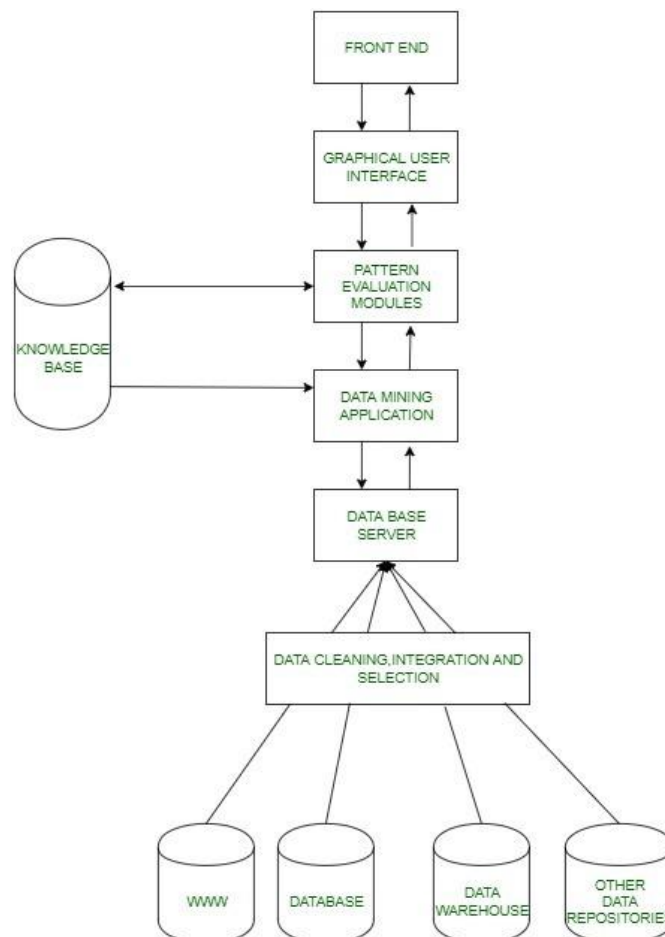 FRONT END
GRAPHICAL USER
INTERFACE
PATTERN
EVALUATION
MODULES
KNOWLEDGE
BASE
DATA MINING
APPLICATION
DATA BASE
SERVER
DATA CLEANING,INTEGRATION AND
SELECTION
WWW
DATABASE
DATA
WAREHOUSE
OTHER
DATA
REPOSITORIES